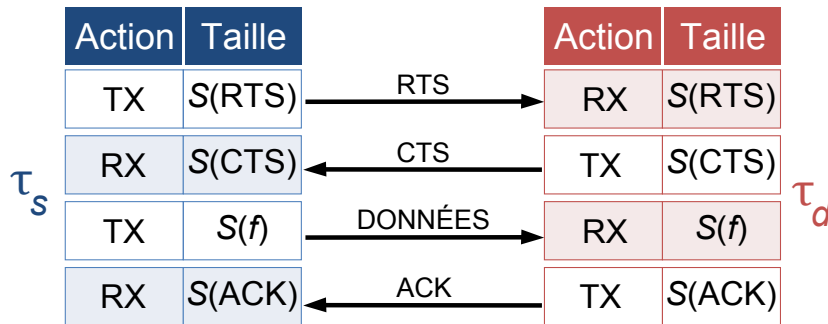 Action Taille Action Taille
TX S(RTS) RTS RX S(RTS)
RX S(CTS) CTS TX S(CTS)
τs τd
TX S(f) DONNÉES RX S(f)
RX S(ACK) ACK TX S(ACK)